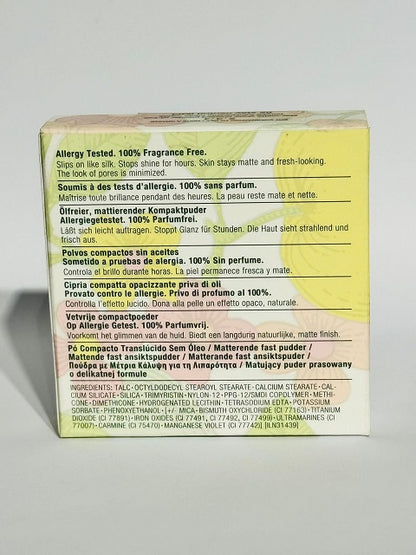 Allergy Tested. 100% Fragrance Free.
Slips on like silk. Stops shine for hours. Skin stays matte and fresh-looking.
The look of pores is minimized.
Soumis à des tests d'allergie. 100% sans parfum.
Maîtrise toute brillance pendant des heures. La peau reste mate et nette.
Ölfreier, mattierender Kompaktpuder
Allergiegetestet. 100% Parfumfrei.
Läßt sich leicht auftragen. Stoppt Glanz für Stunden. Die Haut sieht strahlend und
frisch aus.
Polvos compactos sin aceites
Sometido a pruebas de alergia. 100% Sin perfume.
Controla el brillo durante horas. La piel permanece fresca y mate.
Cipria compatta opacizzante priva di oli
Provato contro le allergie. Privo di profumo al 100%.
Controlla l'effetto lucido. Dona alla pelle un effetto opaco, naturale.
Vetvrije compactpoeder
Op Allergie Getest. 100% Parfumvrij.
Voorkomt het glimmen van de huid. Biedt een langdurig natuurlijke, matte finish.
Pó Compacto Translúcido Sem Óleo / Matterende fast pudder /
Mattende fast ansiktspudder / Matterande fast ansiktspuder /
Πούδρα με Μέτρια Κάλυψη για τη Λιπαρότητα / Matujący puder prasowany
o delikatnej formule
INGREDIENTS: TALC • OCTYLDODECYL STEAROYL STEARATE • CALCIUM STEARATE • CAL-
CIUM SILICATE • SILICA • TRIMYRISTIN • NYLON-12 • PPG-12/SMDI COPOLYMER • METHI-
CONE • DIMETHICONE • HYDROGENATED LECITHIN • TETRASODIUM EDTA • POTASSIUM
SORBATE • PHENOXYETHANOL • [+/- MICA • BISMUTH OXYCHLORIDE (CI 77163) • TITANIUM
DIOXIDE (CI 77891) • IRON OXIDES (CI 77491, CI 77492, CI 77499) • ULTRAMARINES (CI
77007) • CARMINE (CI 75470) • MANGANESE VIOLET (CI 77742)] [ILN31439]